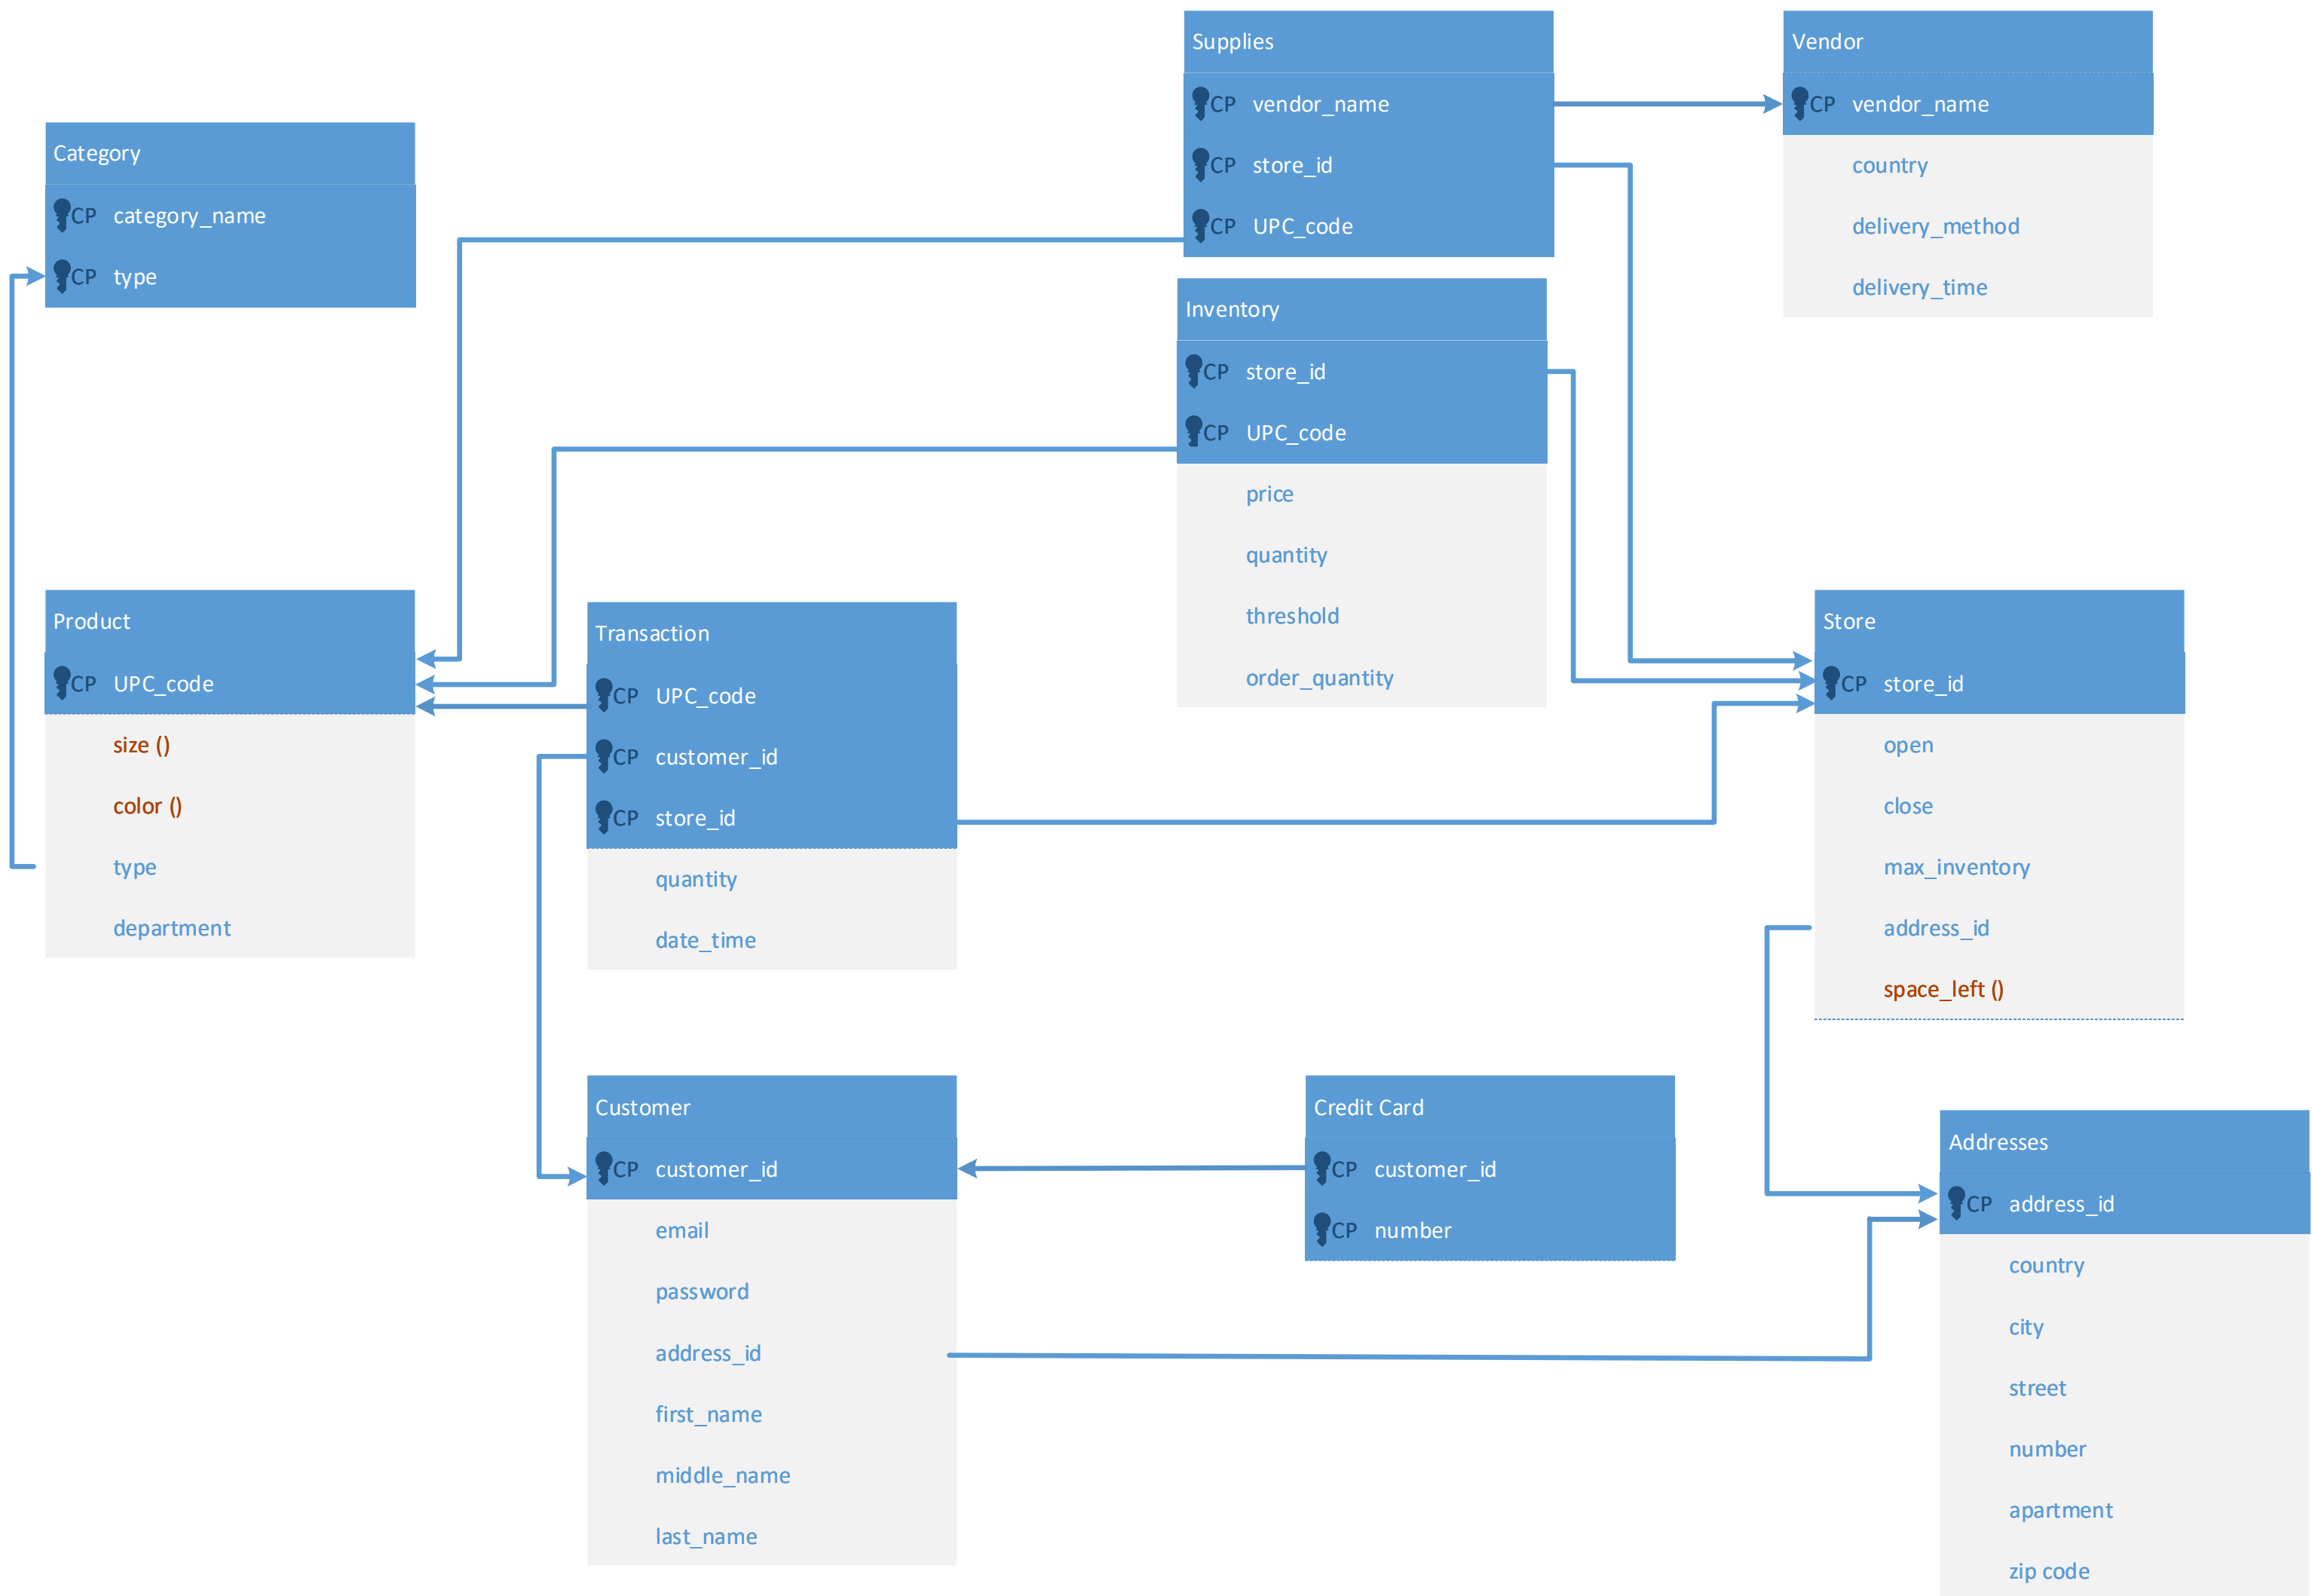 Supplies
CP vendor_name
CP store_id
CP UPC_code
Vendor
CP vendor_name
country
delivery_method
delivery_time
Category
CP category_name
CP type
Inventory
CP store_id
CP UPC_code
price
quantity
threshold
order_quantity
Product
CP UPC_code
size ()
color ()
type
department
Transaction
CP UPC_code
CP customer_id
CP store_id
quantity
date_time
Store
CP store_id
open
close
max_inventory
address_id
space_left ()
Customer
CP customer_id
email
password
address_id
first_name
middle_name
last_name
Credit Card
CP customer_id
CP number
Addresses
CP address_id
country
city
street
number
apartment
zip code